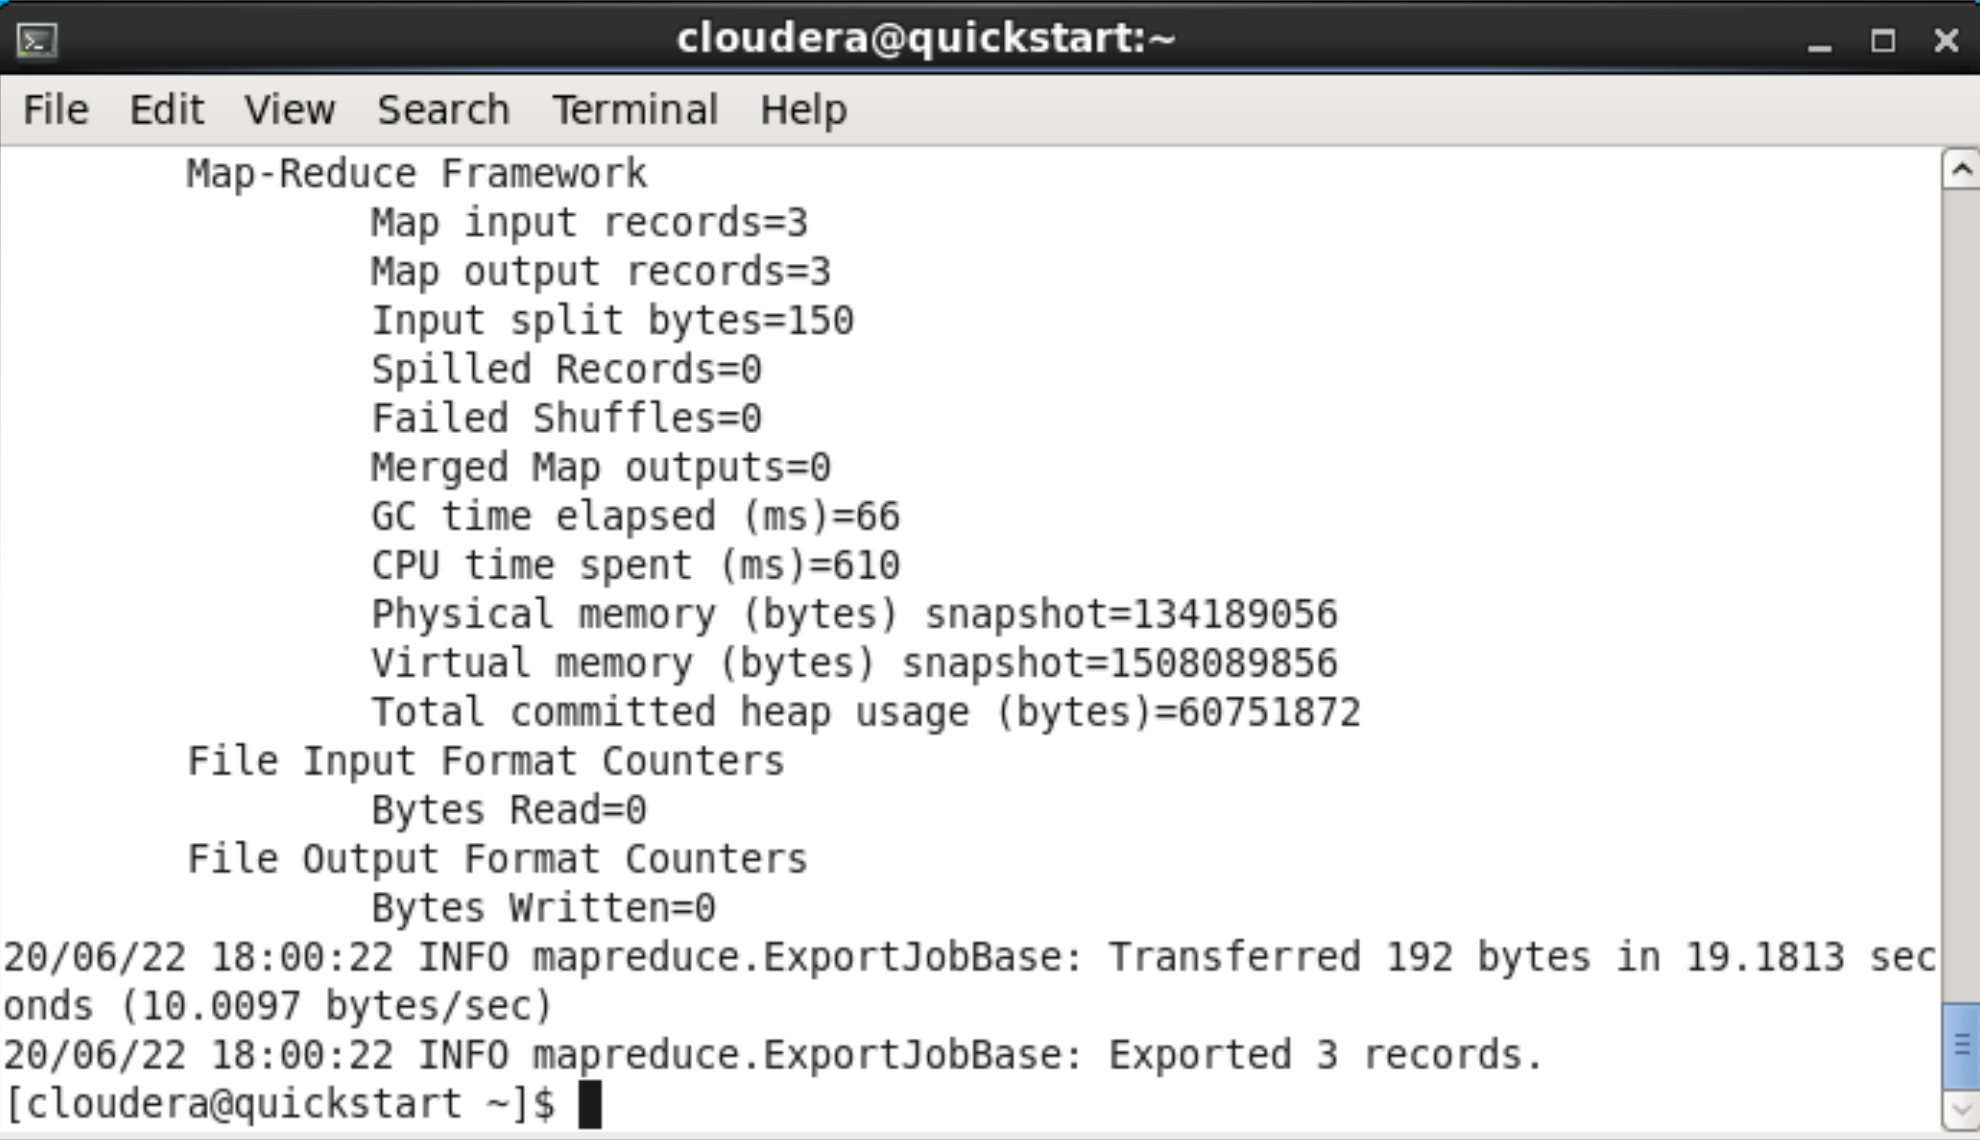 cloudera@quickstart:~
File Edit View Search Terminal Help
Map-Reduce Framework
Map input records=3
Map output records=3
Input split bytes=150
Spilled Records=0
Failed Shuffles=0
Merged Map outputs=0
GC time elapsed (ms)=66
CPU time spent (ms)=610
Physical memory (bytes) snapshot=134189056
Virtual memory (bytes) snapshot=1508089856
Total committed heap usage (bytes)=60751872
File Input Format Counters
Bytes Read=0
File Output Format Counters
Bytes Written=0
20/06/22 18:00:22 INFO mapreduce.ExportJobBase: Transferred 192 bytes in 19.1813 sec
onds (10.0097 bytes/sec)
20/06/22 18:00:22 INFO mapreduce.ExportJobBase: Exported 3 records.
[cloudera@quickstart ~]$